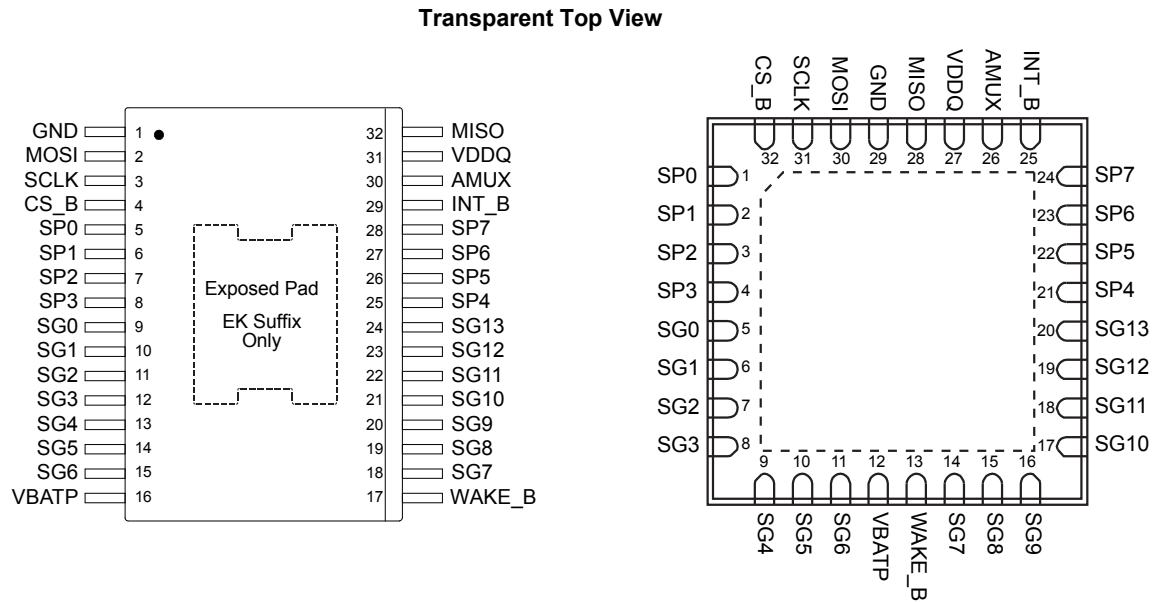 Transparent Top View
GND 1
MOSI 2
SCLK 3
CS_B 4
SP0 5
SP1 6
SP2 7
SP3 8
SG0 9
SG1 10
SG2 11
SG3 12
SG4 13
SG5 14
SG6 15
VBATP 16
Exposed Pad
EK Suffix
Only
32 MISO
31 VDDQ
30 AMUX
29 INT_B
28 SP7
27 SP6
26 SP5
25 SP4
24 SG13
23 SG12
22 SG11
21 SG10
20 SG9
19 SG8
18 SG7
17 WAKE_B
CS_B SCLK MOSI GND MISO VDDQ AMUX INT_B
32 31 30 29 28 27 26 25
SP0 1
SP1 2
SP2 3
SP3 4
SG0 5
SG1 6
SG2 7
SG3 8
24 SP7
23 SP6
22 SP5
21 SP4
20 SG13
19 SG12
18 SG11
17 SG10
9 10 11 12 13 14 15 16
SG4 SG5 SG6 VBATP WAKE_B SG7 SG8 SG9